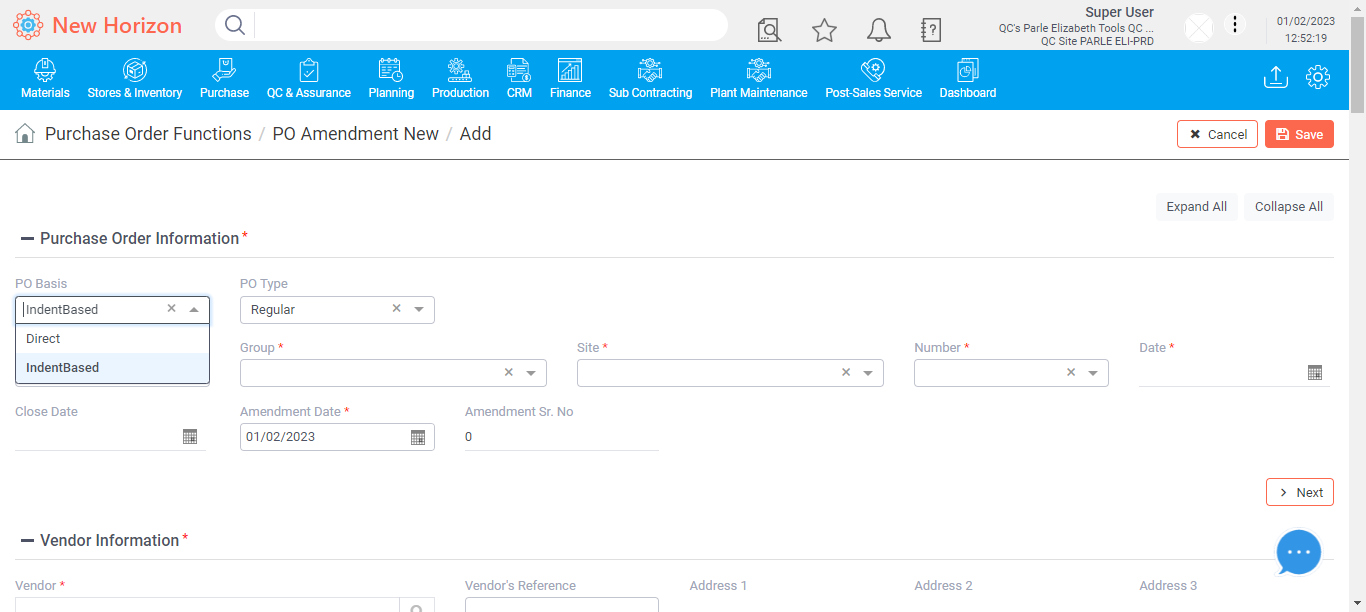 New Horizon
Super User
QC's Parle Elizabeth Tools QC ...
QC Site PARLE ELI-PRD
01/02/2023
12:52:19
Materials
Stores & Inventory
Purchase
QC & Assurance
Planning
Production
CRM
Finance
Sub Contracting
Plant Maintenance
Post-Sales Service
Dashboard
Purchase Order Functions / PO Amendment New / Add
Cancel
Save
Expand All
Collapse All
Purchase Order Information *
PO Basis
PO Type
IndentBased
Regular
Direct
IndentBased
Group *
Site *
Number *
Date *
Close Date
Amendment Date *
Amendment Sr. No
01/02/2023
0
Next
Vendor Information *
Vendor *
Vendor's Reference
Address 1
Address 2
Address 3